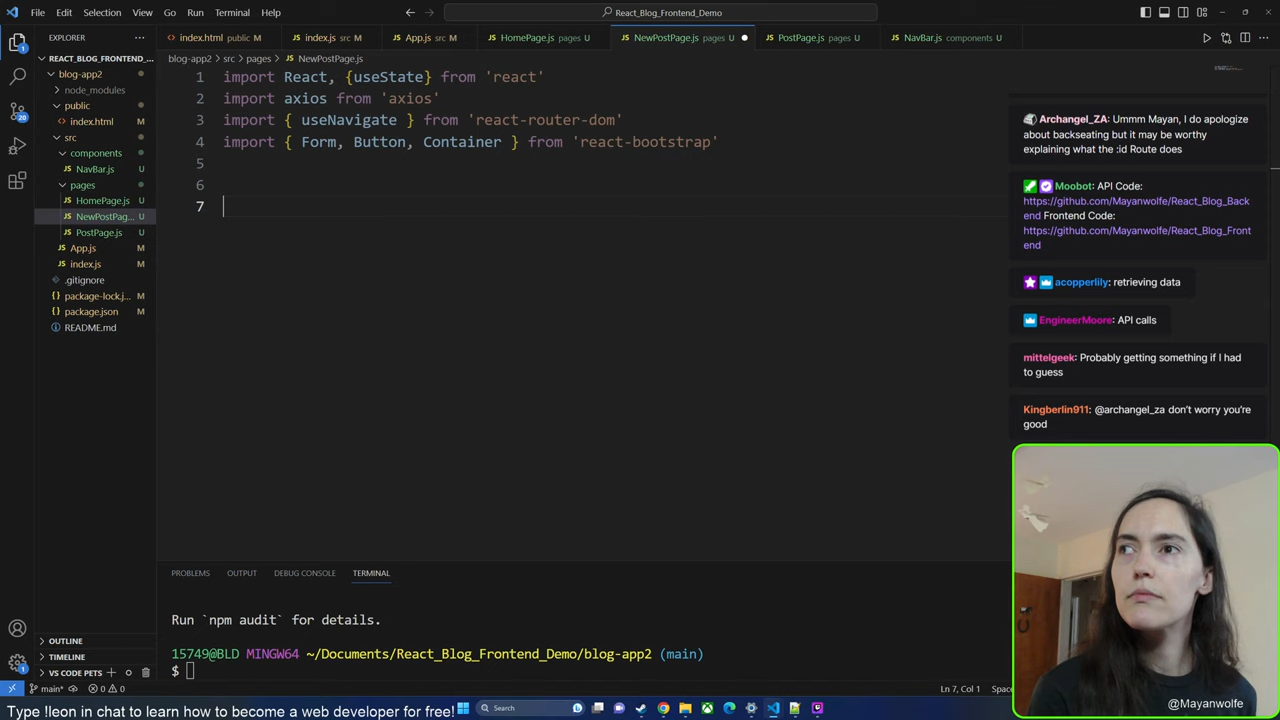 File Edit Selection View Go Run Terminal Help
React_Blog_Frontend_Demo
EXPLORER
REACT_BLOG_FRONTEND_...
blog-app2
node_modules
public
index.html U
src
components
NavBar.js U
pages
HomePage.js U
NewPostPag... U
PostPage.js U
App.js M
index.js M
.gitignore
package-lock.j... M
package.json M
README.md
OUTLINE
TIMELINE
VS CODE PETS
index.html public M
index.js src M
App.js src M
HomePage.js pages U
NewPostPage.js pages U
PostPage.js pages U
NavBar.js components U
blog-app2 > src > pages > JS NewPostPage.js
1 import React, {useState} from 'react'
2 import axios from 'axios'
3 import { useNavigate } from 'react-router-dom'
4 import { Form, Button, Container } from 'react-bootstrap'
5
6
7
PROBLEMS OUTPUT DEBUG CONSOLE TERMINAL
Run `npm audit` for details.
15749@BLD MINGW64 ~/Documents/React_Blog_Frontend_Demo/blog-app2 (main)
$
Archangel_ZA: Ummm Mayan, I do apologize
about backseating but it may be worthy
explaining what the :id Route does
Moobot: API Code:
https://github.com/Mayanwolfe/React_Blog_Back
end Frontend Code:
https://github.com/Mayanwolfe/React_Blog_Front
end
acopperlily: retrieving data
EngineerMoore: API calls
mittelgeek: Probably getting something if I had
to guess
Kingberlin911: @archangel_za don't worry you're
good
@Mayanwolfe
main* 0 0
Ln 7, Col 1 Spac
Type !leon in chat to learn how to become a web developer for free!
Search